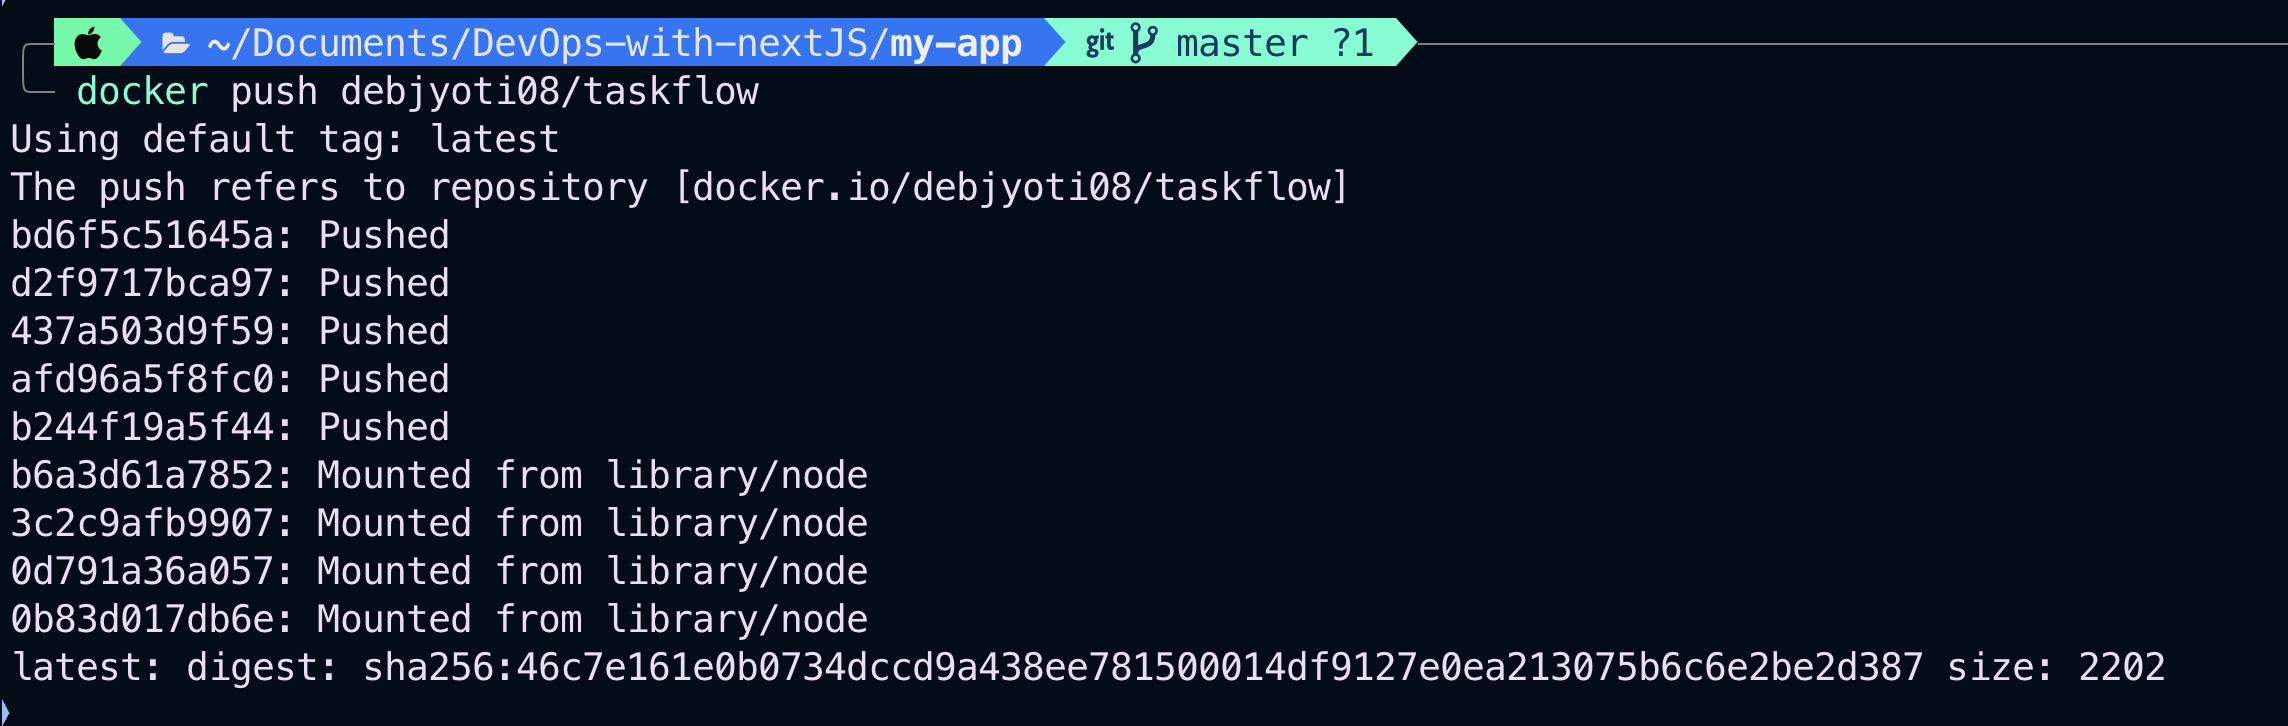 ~/Documents/DevOps-with-nextJS/my-app git master ?1
docker push debjyoti08/taskflow
Using default tag: latest
The push refers to repository [docker.io/debjyoti08/taskflow]
bd6f5c51645a: Pushed
d2f9717bca97: Pushed
437a503d9f59: Pushed
afd96a5f8fc0: Pushed
b244f19a5f44: Pushed
b6a3d61a7852: Mounted from library/node
3c2c9afb9907: Mounted from library/node
0d791a36a057: Mounted from library/node
0b83d017db6e: Mounted from library/node
latest: digest: sha256:46c7e161e0b0734dccd9a438ee781500014df9127e0ea213075b6c6e2be2d387 size: 2202